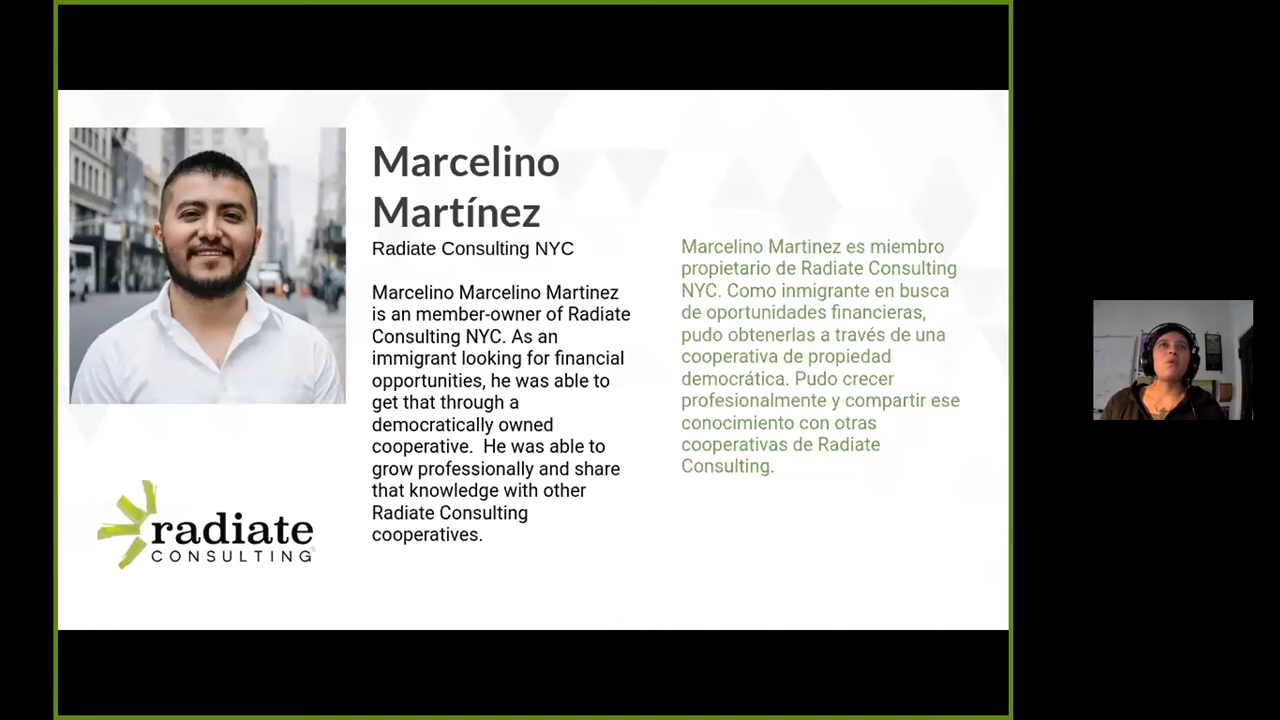 Marcelino
Martínez
Radiate Consulting NYC
Marcelino Marcelino Martinez
is an member-owner of Radiate
Consulting NYC. As an
immigrant looking for financial
opportunities, he was able to
get that through a
democratically owned
cooperative.  He was able to
grow professionally and share
that knowledge with other
Radiate Consulting
cooperatives.
Marcelino Martinez es miembro
propietario de Radiate Consulting
NYC. Como inmigrante en busca
de oportunidades financieras,
pudo obtenerlas a través de una
cooperativa de propiedad
democrática. Pudo crecer
profesionalmente y compartir ese
conocimiento con otras
cooperativas de Radiate
Consulting.
radiate
CONSULTING